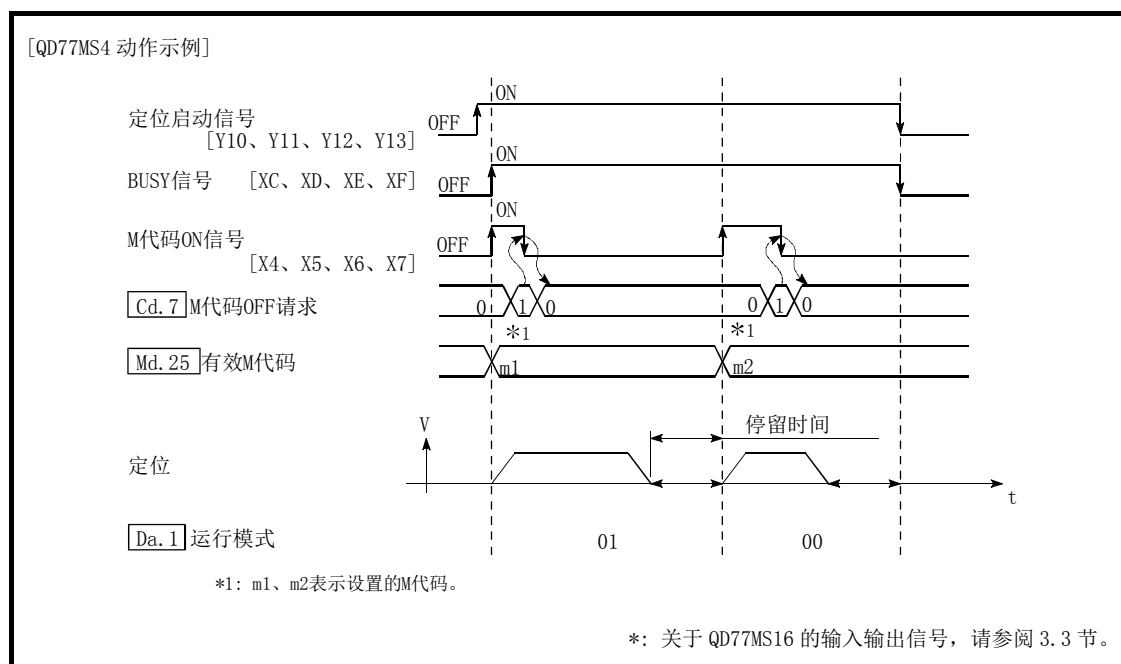 [QD77MS4 动作示例]
定位启动信号
[Y10、Y11、Y12、Y13]
OFF
ON
BUSY信号 [XC、XD、XE、XF]
OFF
ON
M代码ON信号
[X4、X5、X6、X7]
OFF
ON
Cd.7 M代码OFF请求
0 1 0 0 1 0
*1 *1
Md.25 有效M代码
m1 m2
V
停留时间
定位
t
Da.1 运行模式 01 00
*1: m1、m2表示设置的M代码。
*: 关于 QD77MS16 的输入输出信号，请参阅 3.3 节。